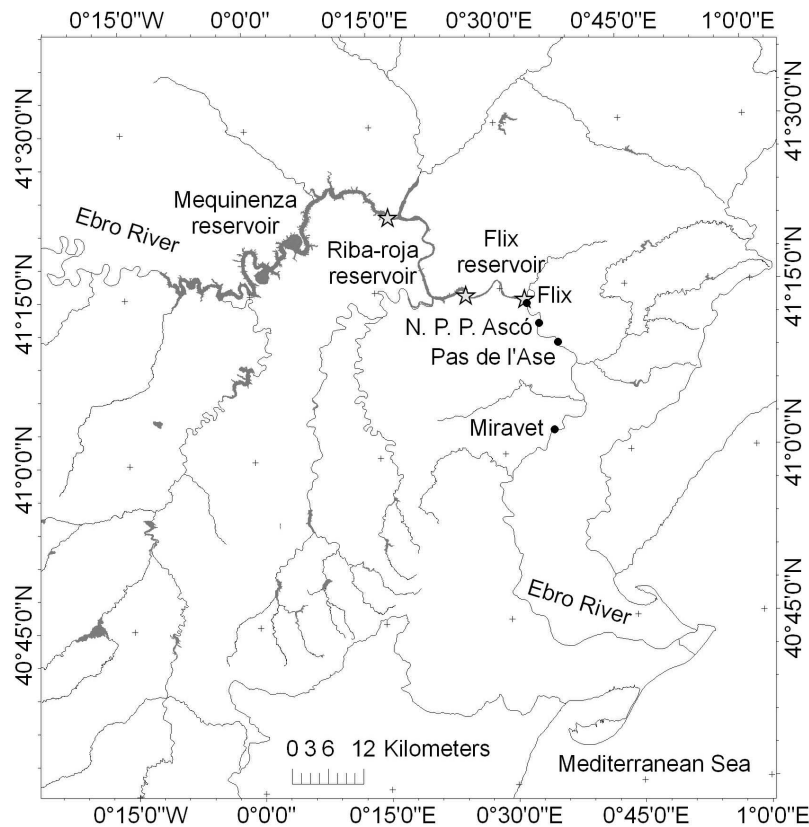 0°15'0"W 0°0'0" 0°15'0"E 0°30'0"E 0°45'0"E 1°0'0"E
41°30'0"N
41°30'0"N
Mequinenza
reservoir
Ebro River
Riba-roja
reservoir
Flix
reservoir
Flix
41°15'0"N
41°15'0"N
N. P. P. Ascó
Pas de l'Ase
Miravet
41°0'0"N
41°0'0"N
Ebro River
40°45'0"N
40°45'0"N
0 3 6 12 Kilometers
Mediterranean Sea
0°15'0"W 0°0'0" 0°15'0"E 0°30'0"E 0°45'0"E 1°0'0"E